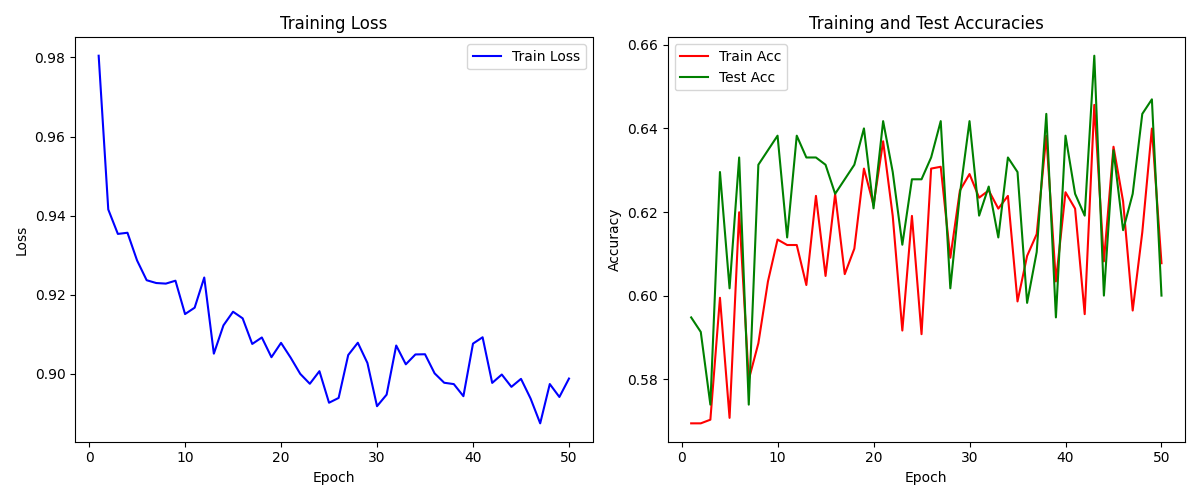 Training Loss
Train Loss
0.98
0.96
0.94
0.92
0.90
Loss
0
10
20
30
40
50
Epoch
Training and Test Accuracies
Train Acc
Test Acc
0.66
0.64
0.62
0.60
0.58
Accuracy
0
10
20
30
40
50
Epoch